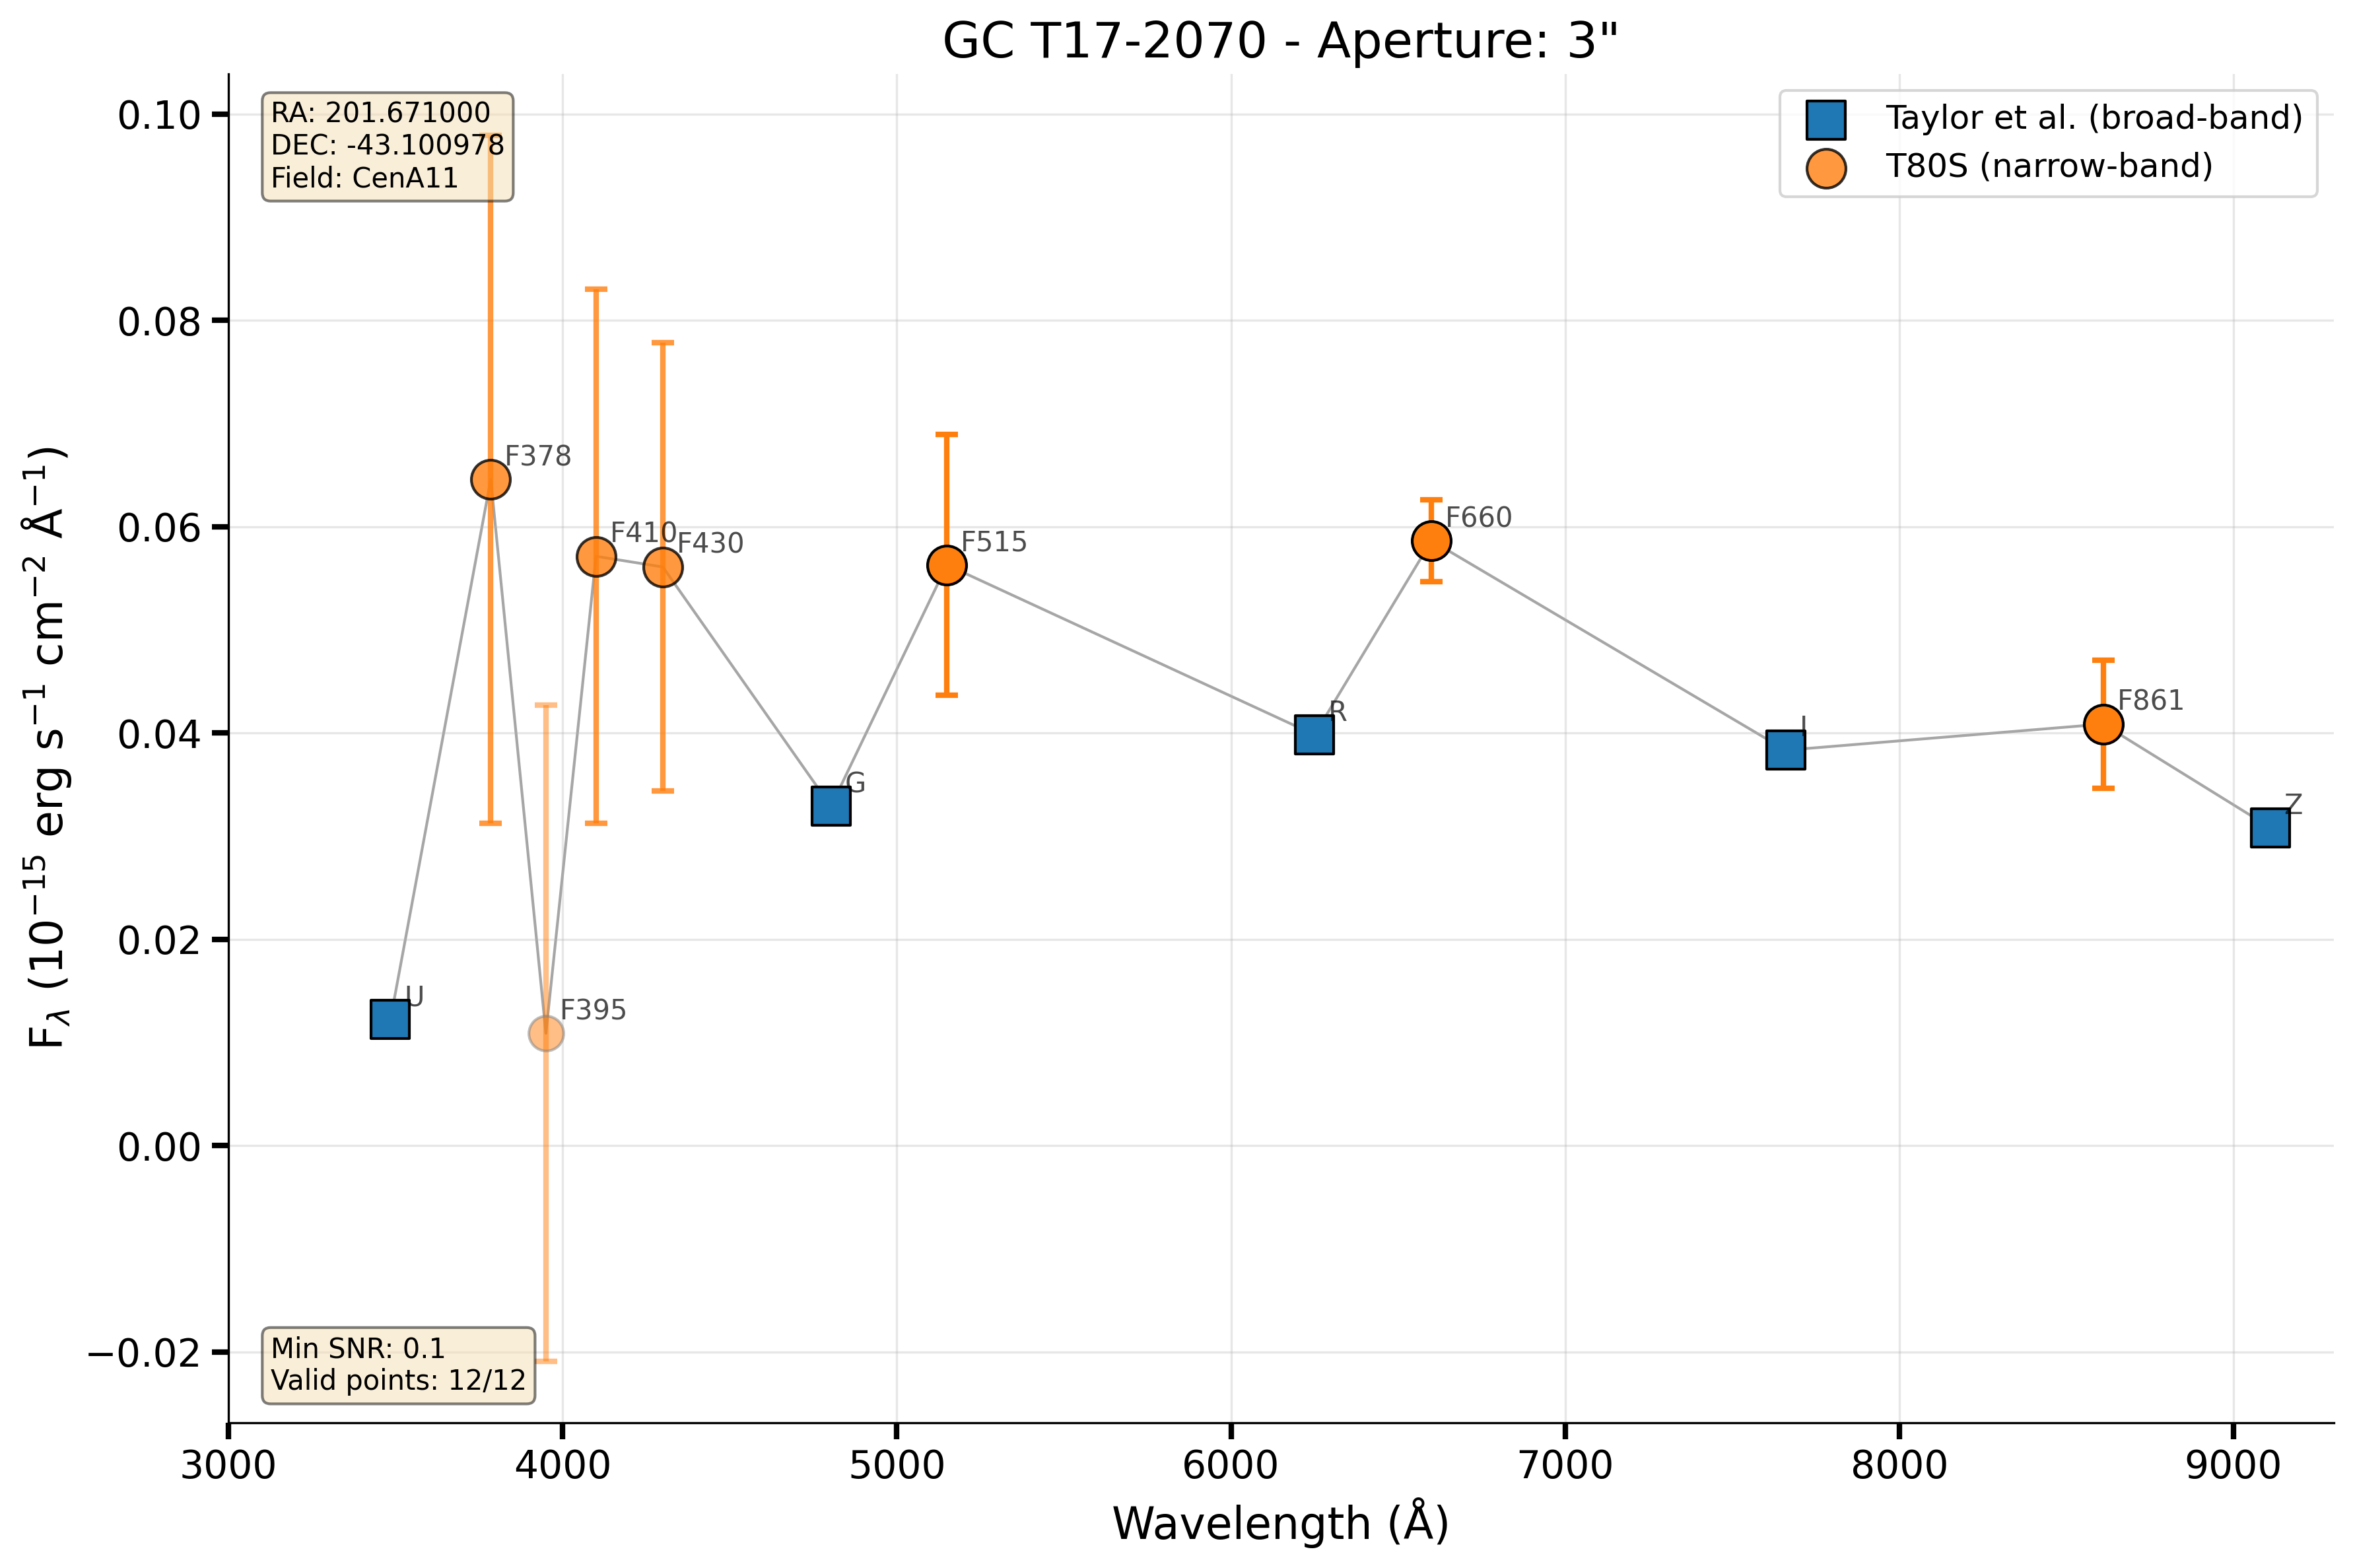 GC T17-2070 - Aperture: 3"
RA: 201.671000
DEC: -43.100978
Field: CenA11
Taylor et al. (broad-band)
T80S (narrow-band)
F378
F410
F430
F515
F660
F395
F861
U
G
R
I
Z
Min SNR: 0.1
Valid points: 12/12
0.10
0.08
0.06
0.04
0.02
0.00
−0.02
3000
4000
5000
6000
7000
8000
9000
Wavelength (Å)
F_λ (10⁻¹⁵ erg s⁻¹ cm⁻² Å⁻¹)